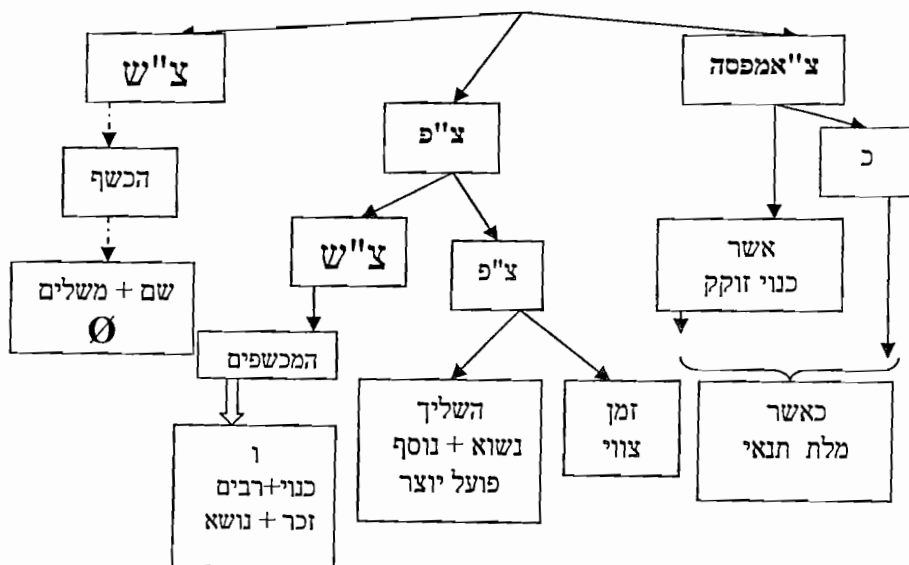 צ"אמפסה
צ"ש
צ"פ
כ
הכשף
אשר
כנוי זוקק
צ"ש
צ"פ
שם + משלים
Ø
המכשפים
השליך
נשוא + נוסף
פועל יוצר
זמן
צווי
כאשר
מלת תנאי
ו
כנוי+רבים
זכר + נושא